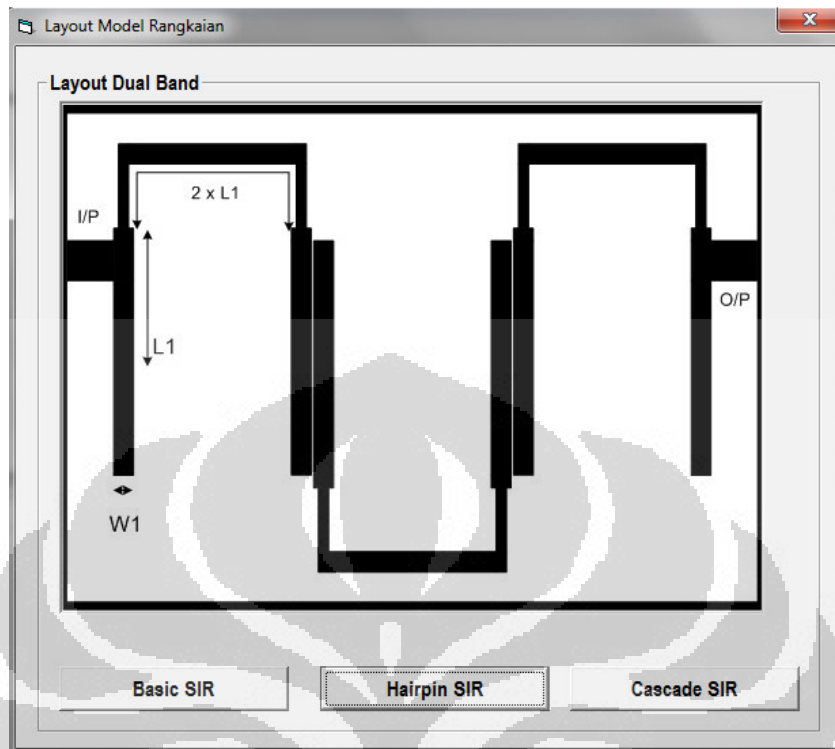 Layout Model Rangkaian
Layout Dual Band
2 x L1
I/P
O/P
L1
W1
Basic SIR
Hairpin SIR
Cascade SIR